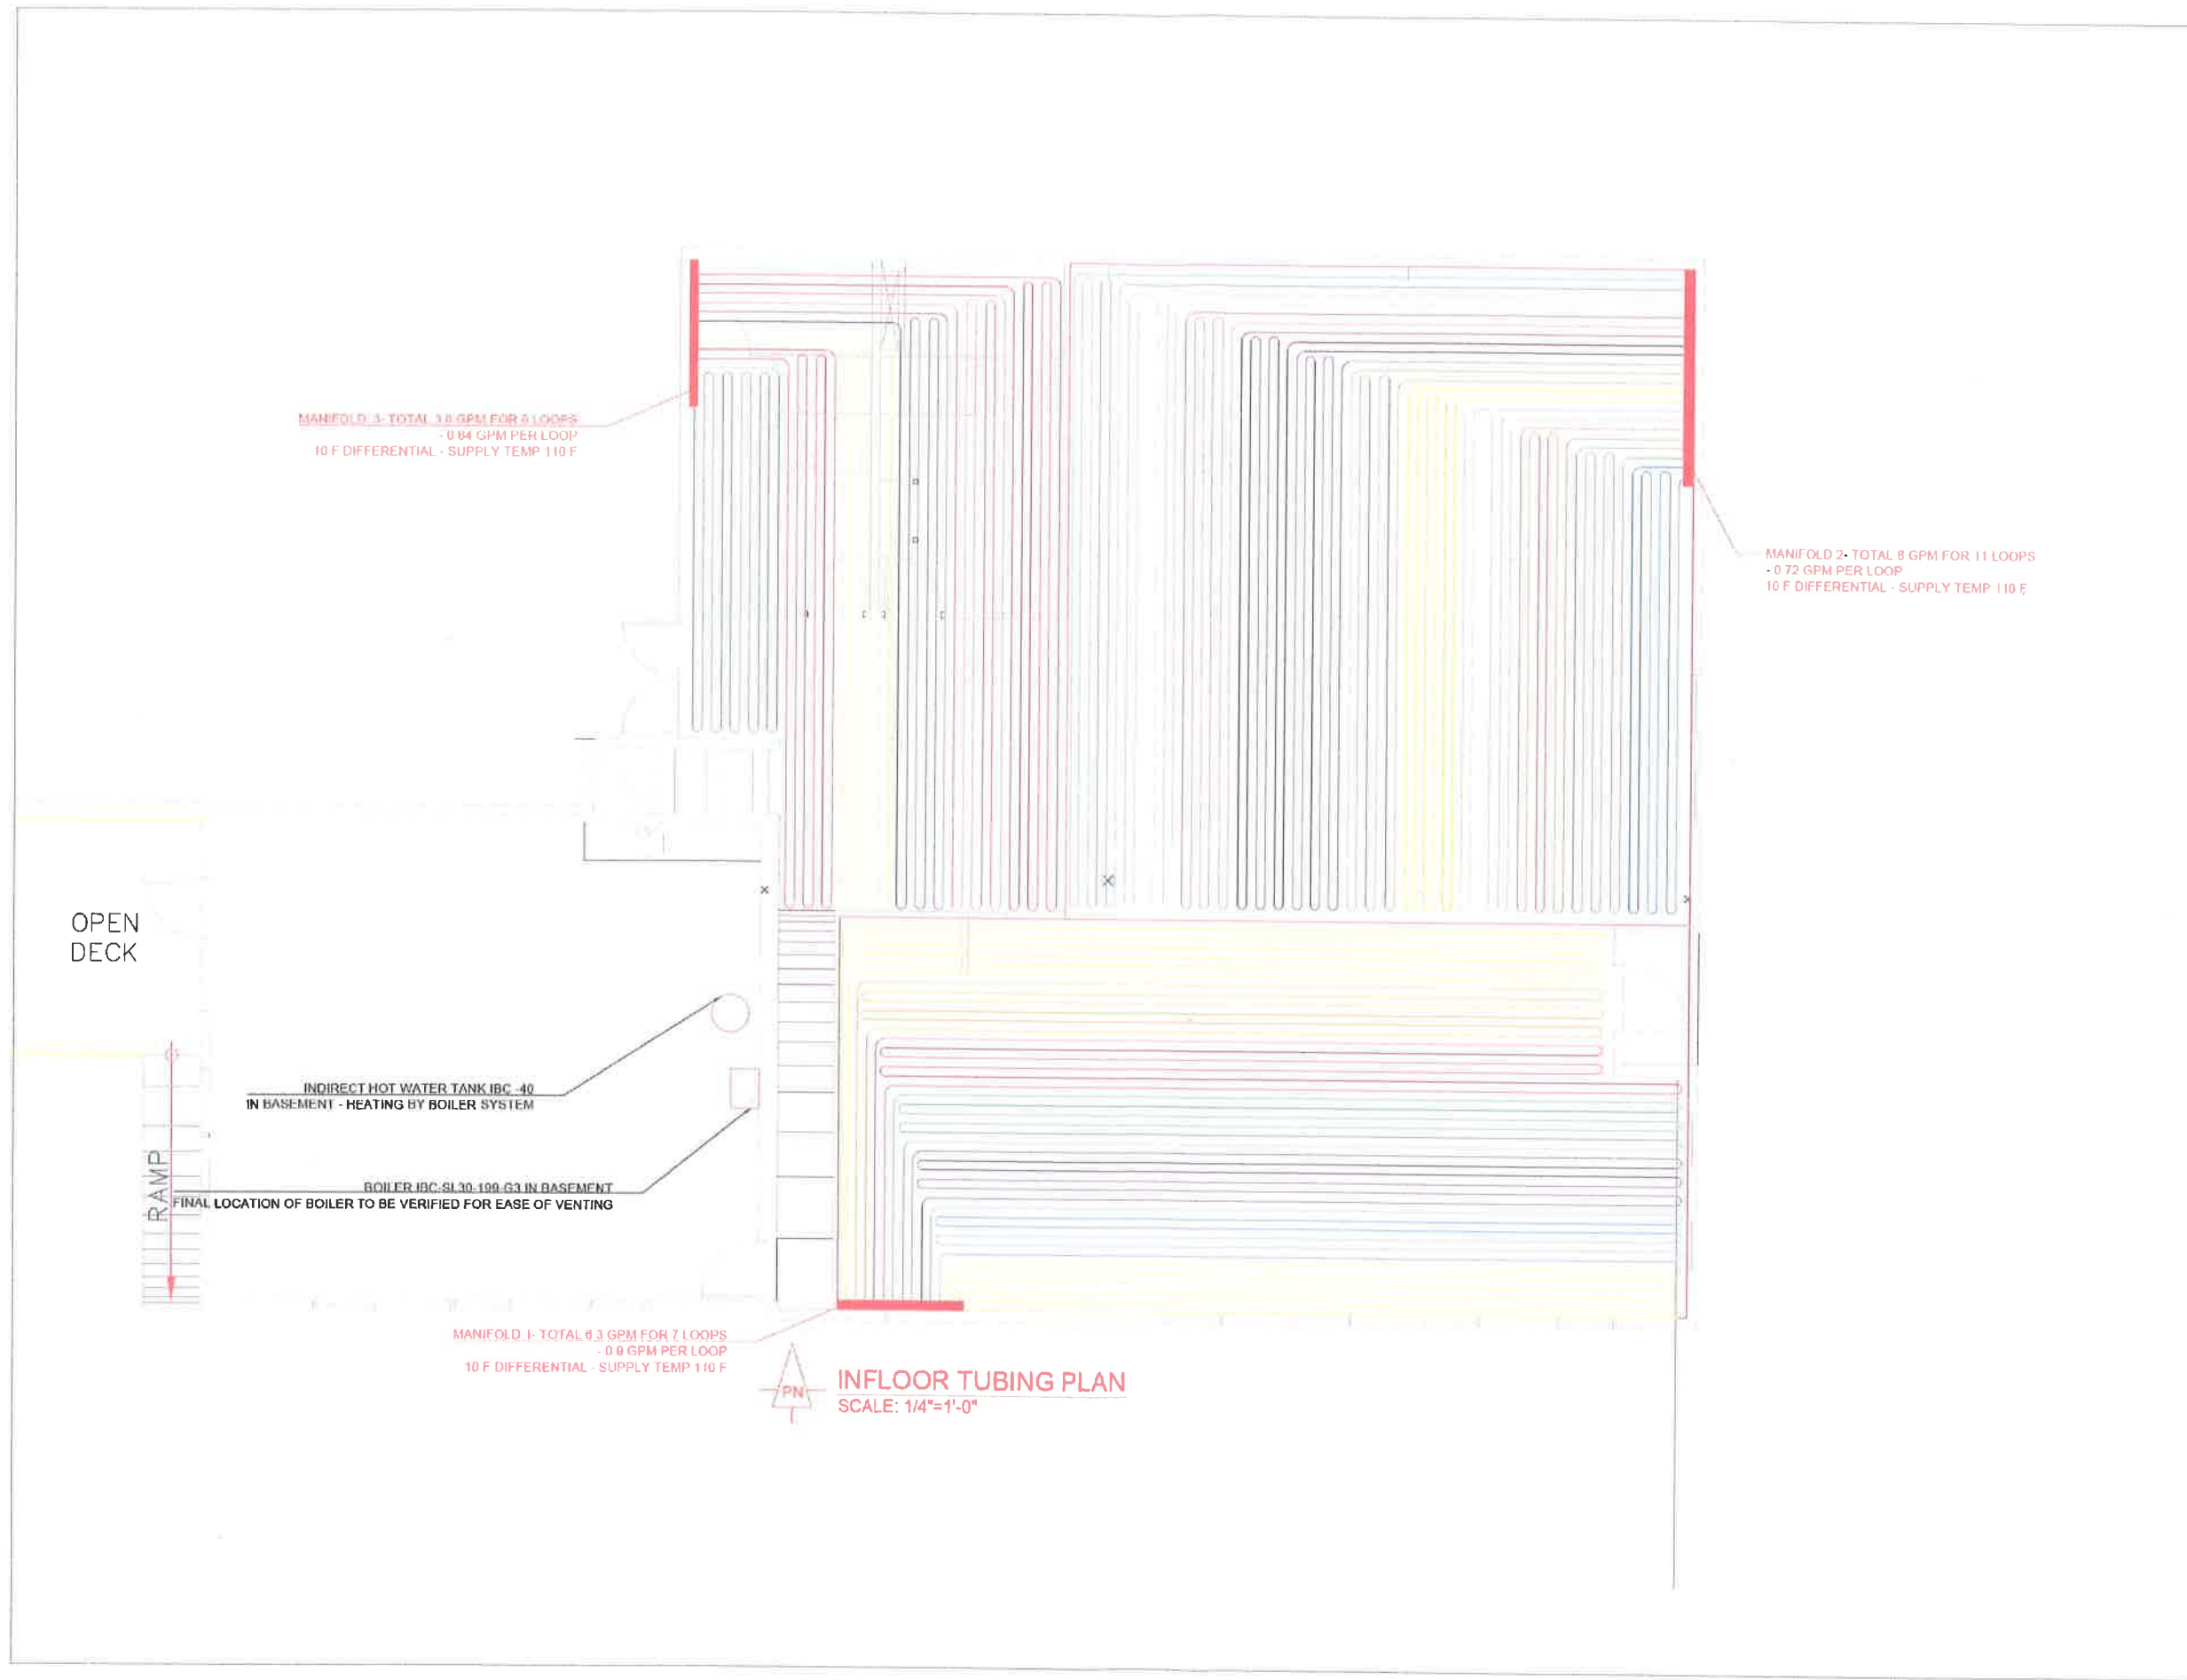 MANIFOLD 3- TOTAL 3.8 GPM FOR 6 LOOPS
- 0.64 GPM PER LOOP
10 F DIFFERENTIAL - SUPPLY TEMP 110 F
MANIFOLD 2- TOTAL 8 GPM FOR 11 LOOPS
- 0.72 GPM PER LOOP
10 F DIFFERENTIAL - SUPPLY TEMP 110 F
OPEN
DECK
INDIRECT HOT WATER TANK IBC -40
IN BASEMENT - HEATING BY BOILER SYSTEM
RAMP
BOILER IBC-SL30-199-G3 IN BASEMENT
FINAL LOCATION OF BOILER TO BE VERIFIED FOR EASE OF VENTING
MANIFOLD 1- TOTAL 6.3 GPM FOR 7 LOOPS
- 0.9 GPM PER LOOP
10 F DIFFERENTIAL - SUPPLY TEMP 110 F
PN
INFLOOR TUBING PLAN
SCALE: 1/4"=1'-0"